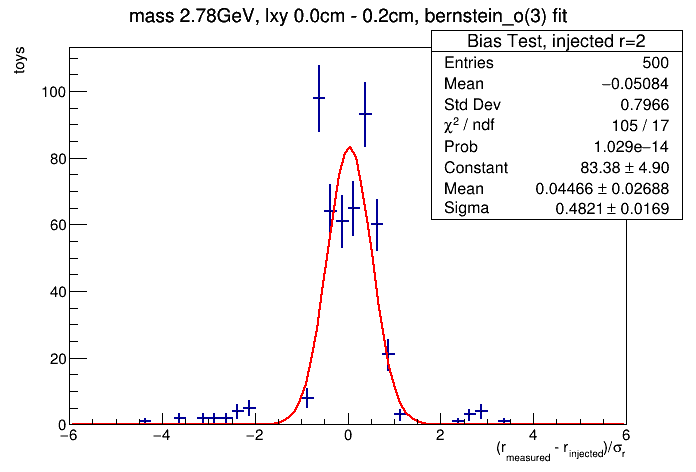 mass 2.78GeV, lxy 0.0cm - 0.2cm, bernstein_o(3) fit
Bias Test, injected r=2
Entries 500
Mean −0.05084
Std Dev 0.7966
χ² / ndf 105 / 17
Prob 1.029e−14
Constant 83.38 ± 4.90
Mean 0.04466 ± 0.02688
Sigma 0.4821 ± 0.0169
toys
100
80
60
40
20
0
−6 −4 −2 0 2 4 6
(r_measured - r_injected)/σ_r